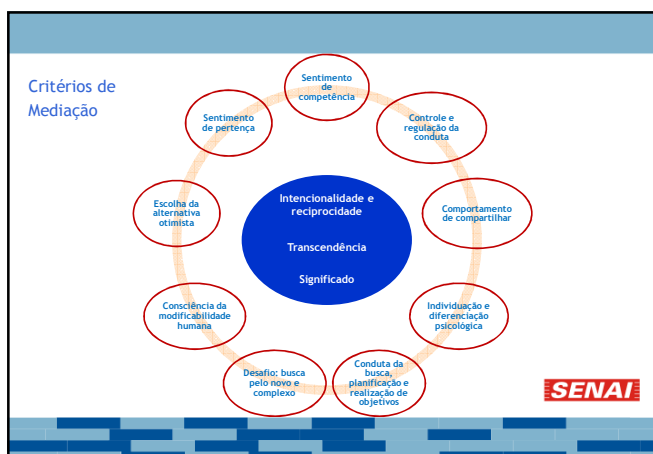 Critérios de
Mediação
Sentimento
de
competência
Controle e
regulação da
conduta
Comportamento
de compartilhar
Individuação e
diferenciação
psicológica
Conduta da
busca,
planificação e
realização de
objetivos
Desafio: busca
pelo novo e
complexo
Consciência da
modificabilidade
humana
Escolha da
alternativa
otimista
Sentimento
de pertença
Intencionalidade e
reciprocidade
Transcendência
Significado
SENAI